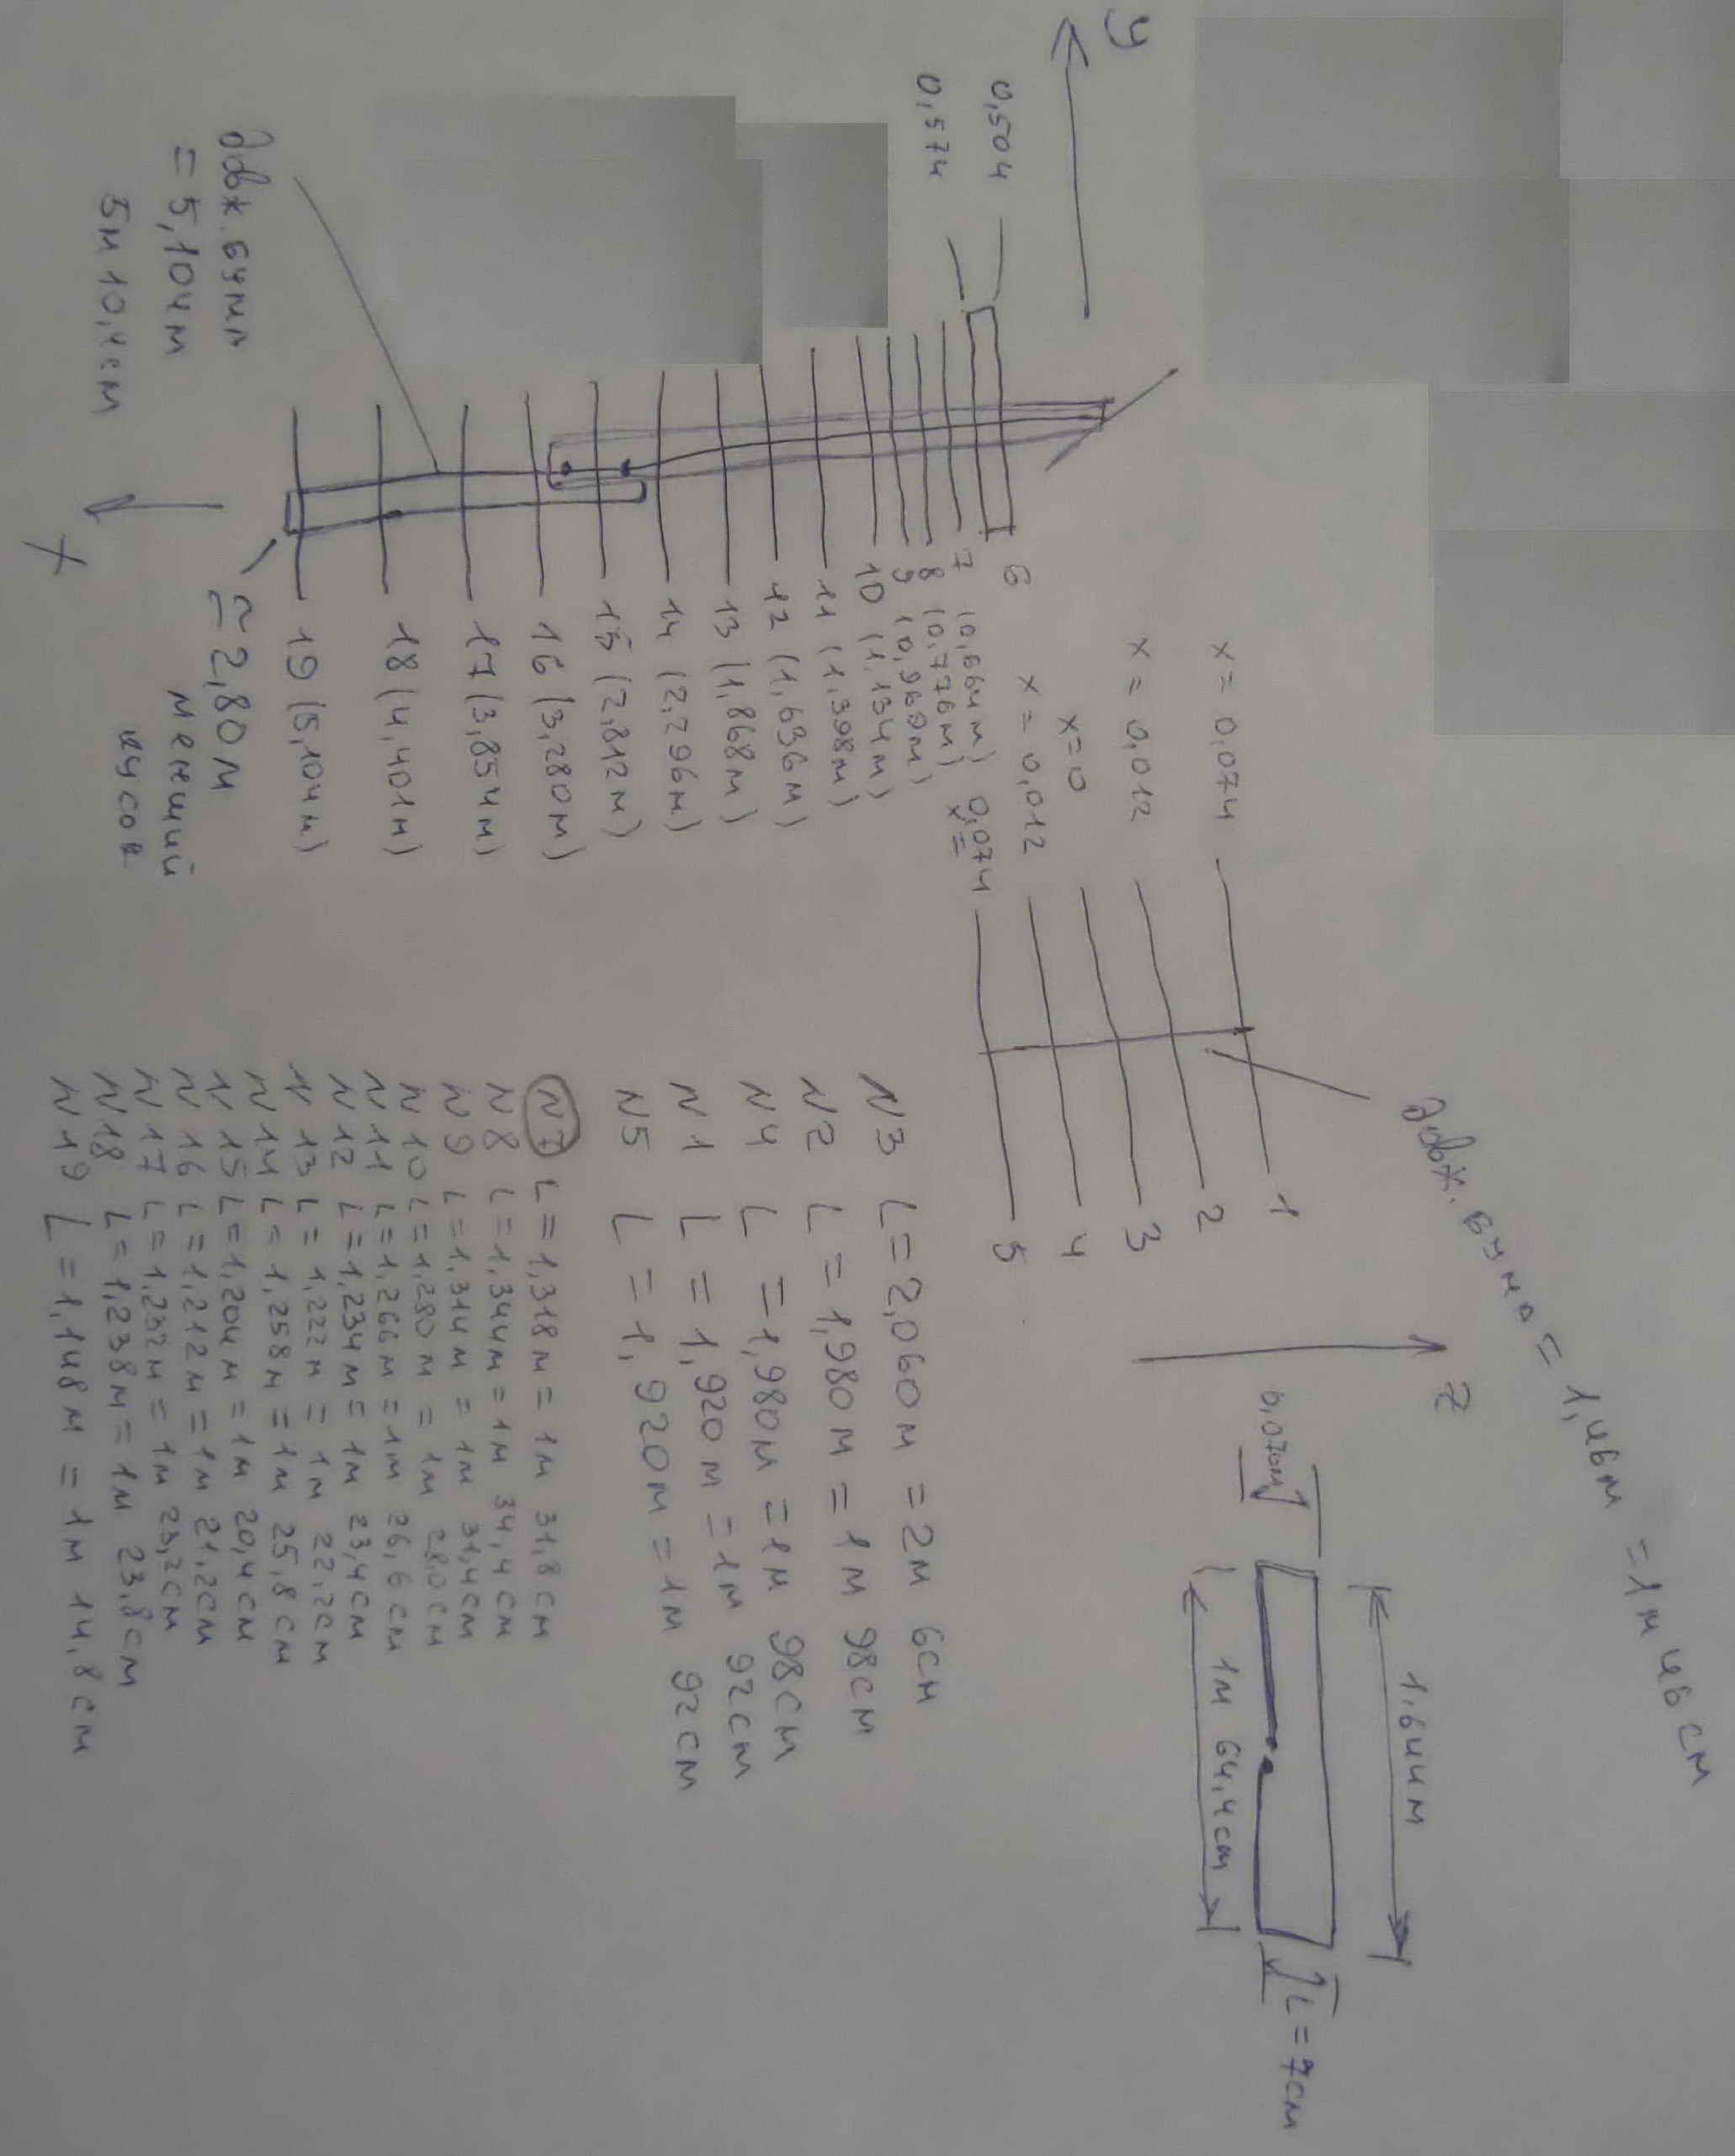 довж. бума = 1,46м = 1м 46см
1,644м
z
0,070м
1м 64,4см
L=7см
x= 0,074
x= 0,012
x=0
x= 0,012
x= 0,074
1
2
3
4
5
y
0,504
0,574
6
7 (0,664м)
8 (0,776м)
9 (0,969м)
10 (1,134м)
11 (1,398м)
12 (1,636м)
13 (1,868м)
14 (2,296м)
15 (2,812м)
16 (3,280м)
17 (3,854м)
18 (4,401м)
19 (5,104м)
довж. буми
= 5,104м
5м 10,4см
≃2,80м
менший
кусок
x
N3 L=2,060м = 2м 6см
N2 L=1,980м = 1м 98см
N4 L=1,980м =1м 98см
N1 L=1,920м =1м 92см
N5 L=1,920м=1м 92см
N7 L=1,318м= 1м 31,8см
N8 L=1,344м=1м 34,4см
N9 L=1,314м = 1м 31,4см
N10 L=1,280м = 1м 28,0см
N11 L=1,266м =1м 26,6см
N12 L=1,234м= 1м 23,4см
N13 L= 1,222м = 1м 22,2см
N14 L= 1,258м =1м 25,8см
N15 L=1,204м =1м 20,4см
N16 L=1,212м=1м 21,2см
N17 L=1,232м = 1м 23,2см
N18 L=1,238м=1м 23,8см
N19 L=1,148м = 1м 14,8см